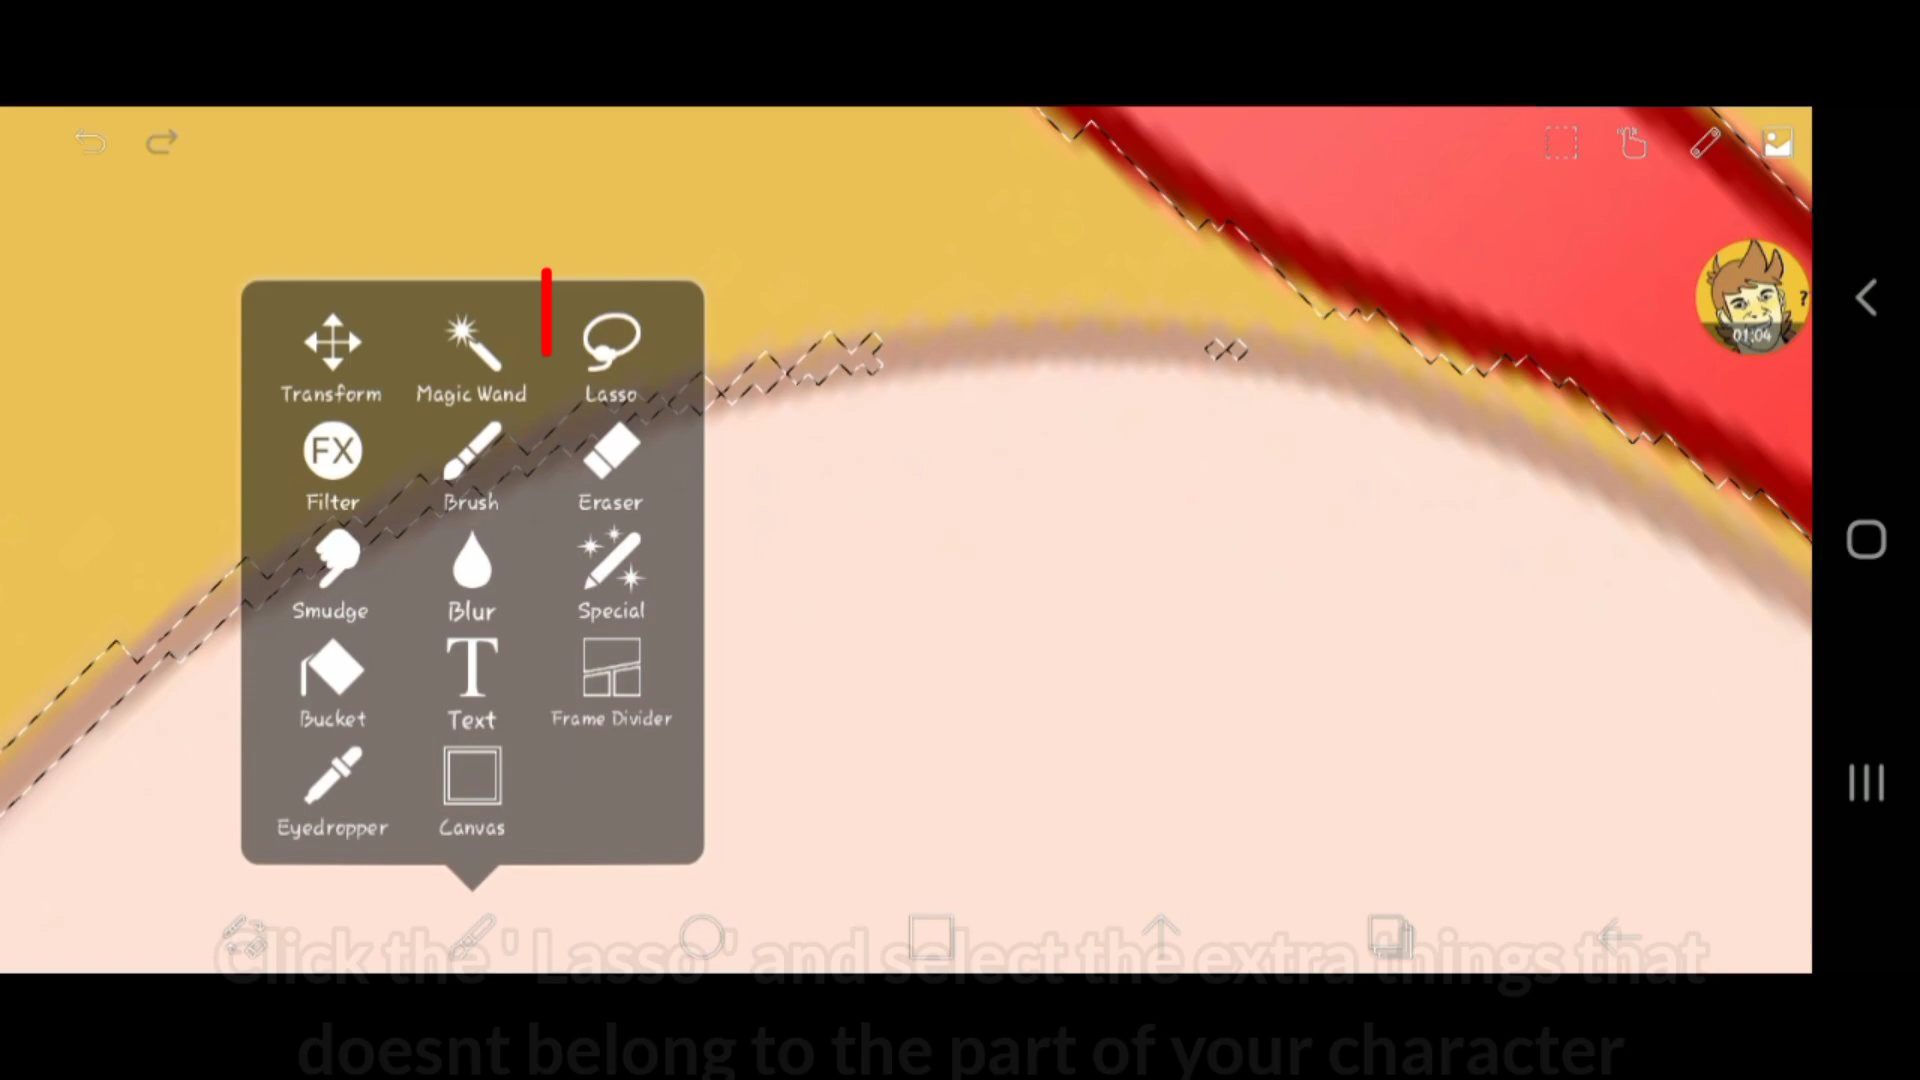 ?
01:04
Transform Magic Wand Lasso
FX
Filter Brush Eraser
Smudge Blur Special
T
Bucket Text Frame Divider
Eyedropper Canvas
Click the ' Lasso ' and select the extra things that
doesnt belong to the part of your character